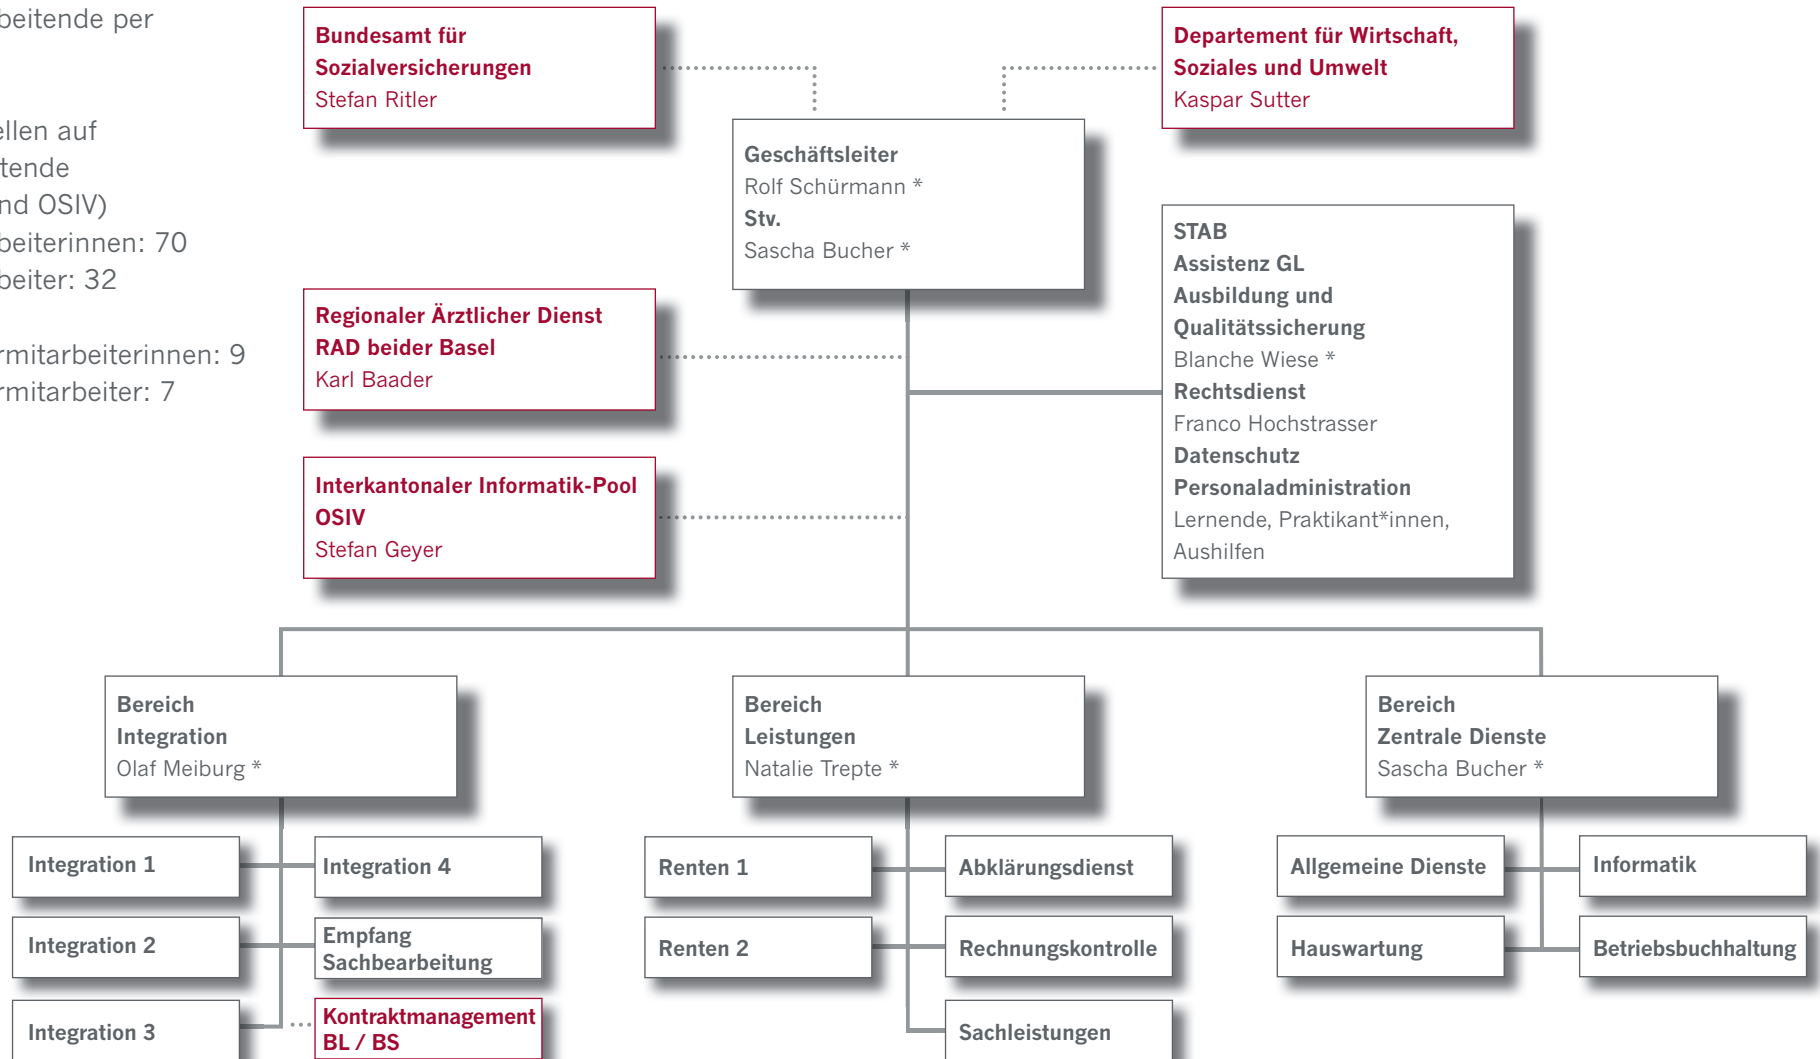 beitende per
ellen auf
tende
nd OSIV)
beiterinnen: 70
beiter: 32
rmitarbeiterinnen: 9
rmitarbeiter: 7
Bundesamt für
Sozialversicherungen
Stefan Ritler
Departement für Wirtschaft,
Soziales und Umwelt
Kaspar Sutter
Geschäftsleiter
Rolf Schürmann *
Stv.
Sascha Bucher *
STAB
Assistenz GL
Ausbildung und
Qualitätssicherung
Blanche Wiese *
Rechtsdienst
Franco Hochstrasser
Datenschutz
Personaladministration
Lernende, Praktikant*innen,
Aushilfen
Regionaler Ärztlicher Dienst
RAD beider Basel
Karl Baader
Interkantonaler Informatik-Pool
OSIV
Stefan Geyer
Bereich
Integration
Olaf Meiburg *
Bereich
Leistungen
Natalie Trepte *
Bereich
Zentrale Dienste
Sascha Bucher *
Integration 1
Integration 4
Integration 2
Empfang
Sachbearbeitung
Integration 3
Kontraktmanagement
BL / BS
Renten 1
Abklärungsdienst
Renten 2
Rechnungskontrolle
Sachleistungen
Allgemeine Dienste
Informatik
Hauswartung
Betriebsbuchhaltung